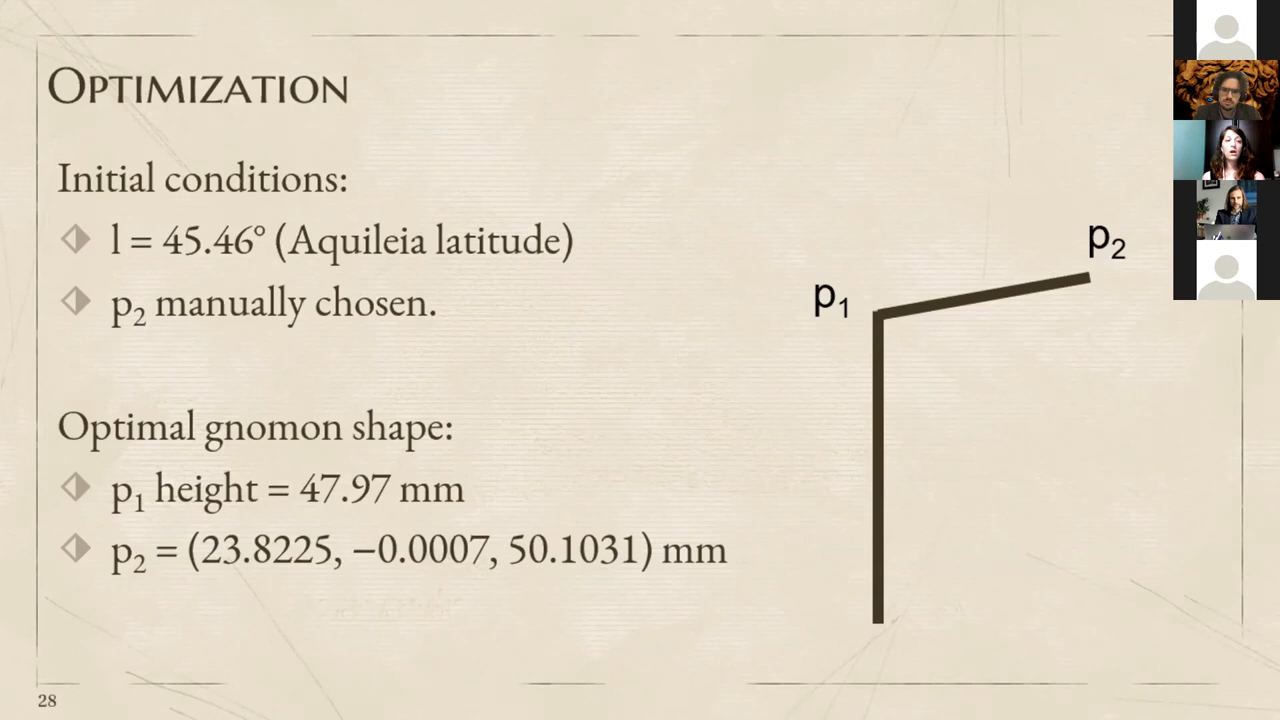 Optimization
Initial conditions:
l = 45.46° (Aquileia latitude)
p₂ manually chosen.
Optimal gnomon shape:
p₁ height = 47.97 mm
p₂ = (23.8225, −0.0007, 50.1031) mm
p₁
p₂
28